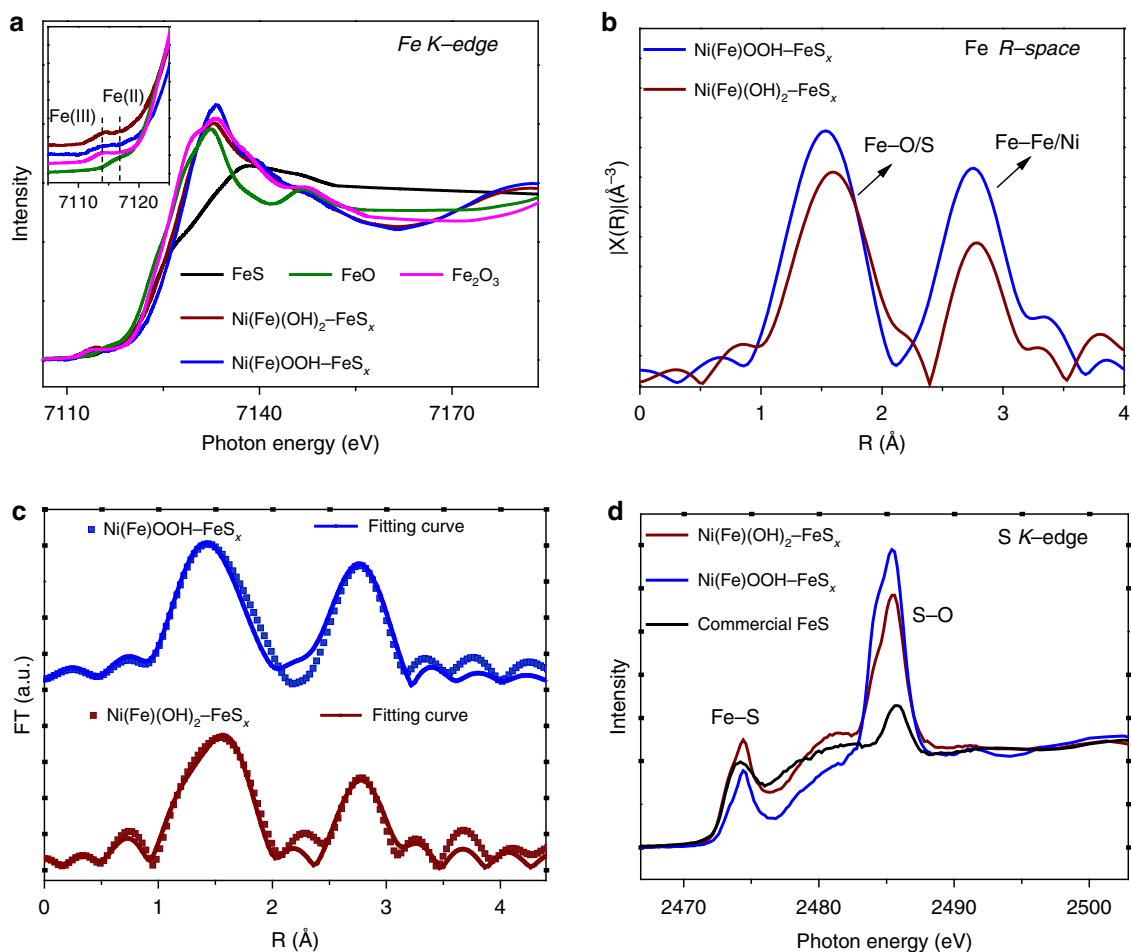 a
Fe K–edge
Fe(II)
Fe(III)
7110 7120
Intensity
FeS FeO Fe₂O₃
Ni(Fe)(OH)₂–FeSₓ
Ni(Fe)OOH–FeSₓ
7110 7140 7170
Photon energy (eV)
b
Fe R–space
Ni(Fe)OOH–FeSₓ
Ni(Fe)(OH)₂–FeSₓ
Fe–O/S
Fe–Fe/Ni
|X(R)|(Å⁻³)
0 1 2 3 4
R (Å)
c
Ni(Fe)OOH–FeSₓ Fitting curve
Ni(Fe)(OH)₂–FeSₓ Fitting curve
FT (a.u.)
0 1 2 3 4
R (Å)
d
S K–edge
Ni(Fe)(OH)₂–FeSₓ
Ni(Fe)OOH–FeSₓ
Commercial FeS
S–O
Fe–S
Intensity
2470 2480 2490 2500
Photon energy (eV)